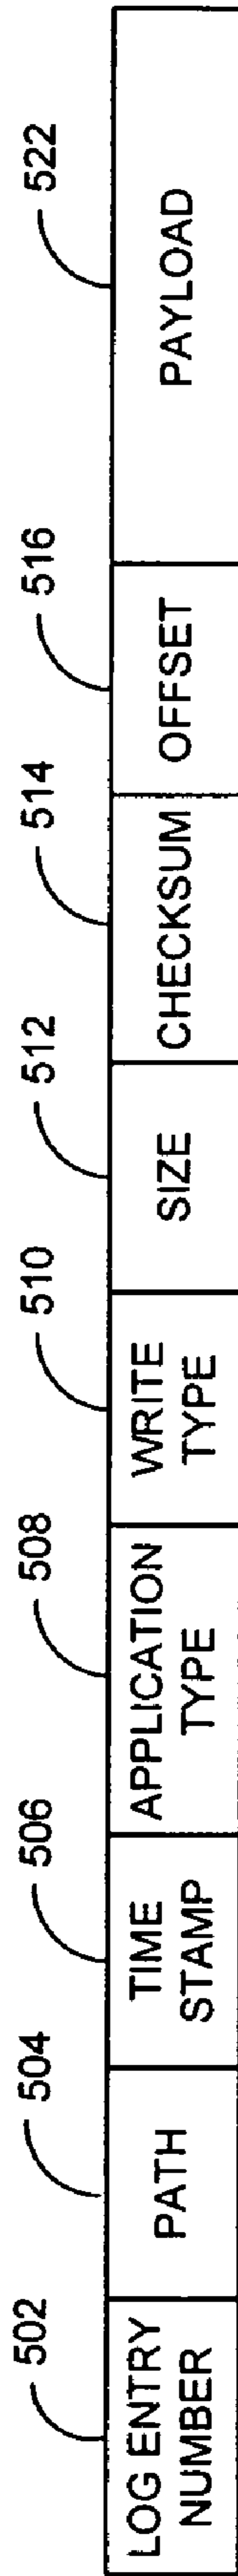 502
504
506
508
510
512
514
516
522
LOG ENTRY
NUMBER
PATH
TIME
STAMP
APPLICATION
TYPE
WRITE
TYPE
SIZE
CHECKSUM
OFFSET
PAYLOAD